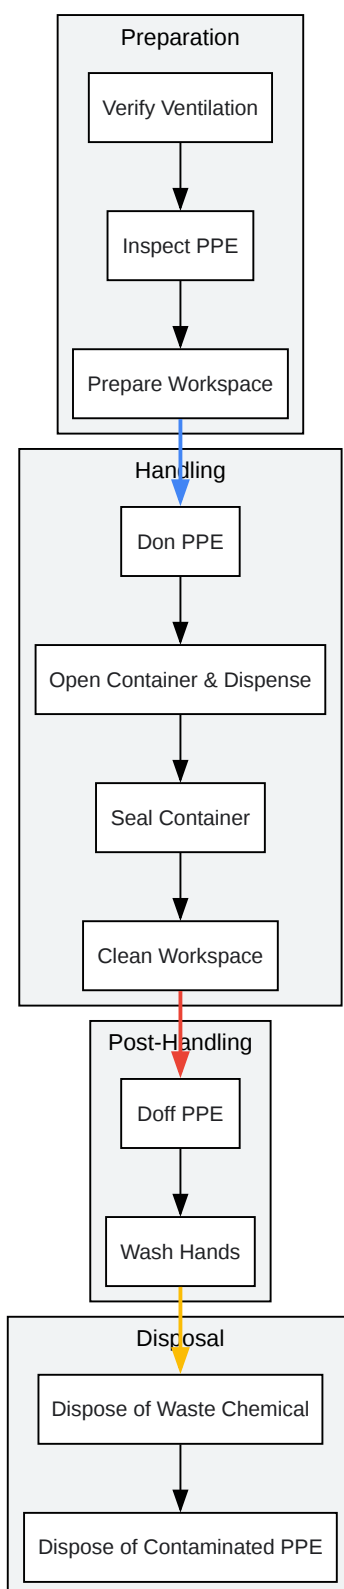 Preparation
Verify Ventilation
Inspect PPE
Prepare Workspace
Handling
Don PPE
Open Container & Dispense
Seal Container
Clean Workspace
Post-Handling
Doff PPE
Wash Hands
Disposal
Dispose of Waste Chemical
Dispose of Contaminated PPE